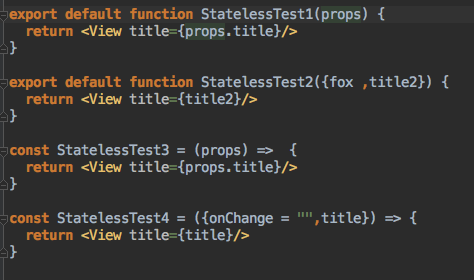 export default function StatelessTest1(props) {
  return <View title={props.title}/>
}
export default function StatelessTest2({fox ,title2}) {
  return <View title={title2}/>
}
const StatelessTest3 = (props) =>  {
  return <View title={props.title}/>
}
const StatelessTest4 = ({onChange = "",title}) => {
  return <View title={title}/>
}